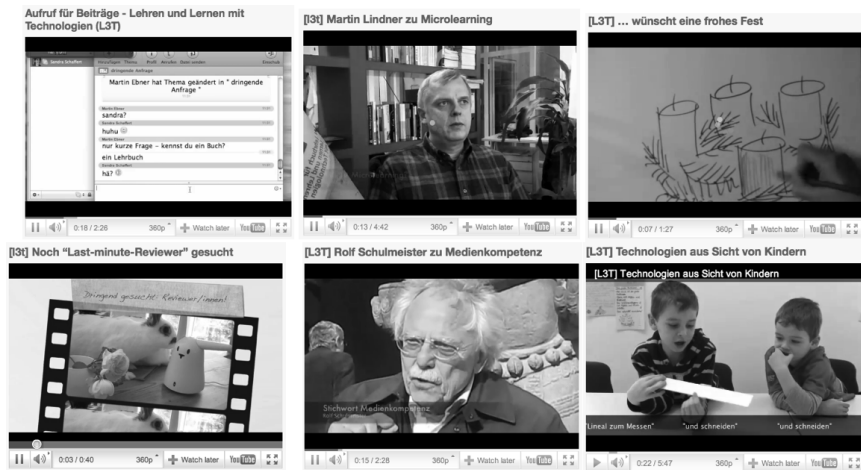 Aufruf für Beiträge - Lehren und Lernen mit
Technologien (L3T)
Martin Ebner hat Thema geändert in " dringende
Anfrage "
sandra?
huhu
nur kurze Frage - kennst du ein Buch?
ein Lehrbuch
hä?
0:18 / 2:26 360p Watch later YouTube
[l3t] Martin Lindner zu Microlearning
0:13 / 4:42 360p Watch later YouTube
[L3T] ... wünscht eine frohes Fest
0:07 / 1:27 360p Watch later YouTube
[l3t] Noch “Last-minute-Reviewer” gesucht
Dringend gesucht: Reviewer/innen!
0:03 / 0:40 360p Watch later YouTube
[L3T] Rolf Schulmeister zu Medienkompetenz
Stichwort Medienkompetenz
0:15 / 2:28 360p Watch later YouTube
[L3T] Technologien aus Sicht von Kindern
[L3T] Technologien aus Sicht von Kindern
"Lineal zum Messen" "und schneiden" "und schneiden"
0:22 / 5:47 360p Watch later YouTube